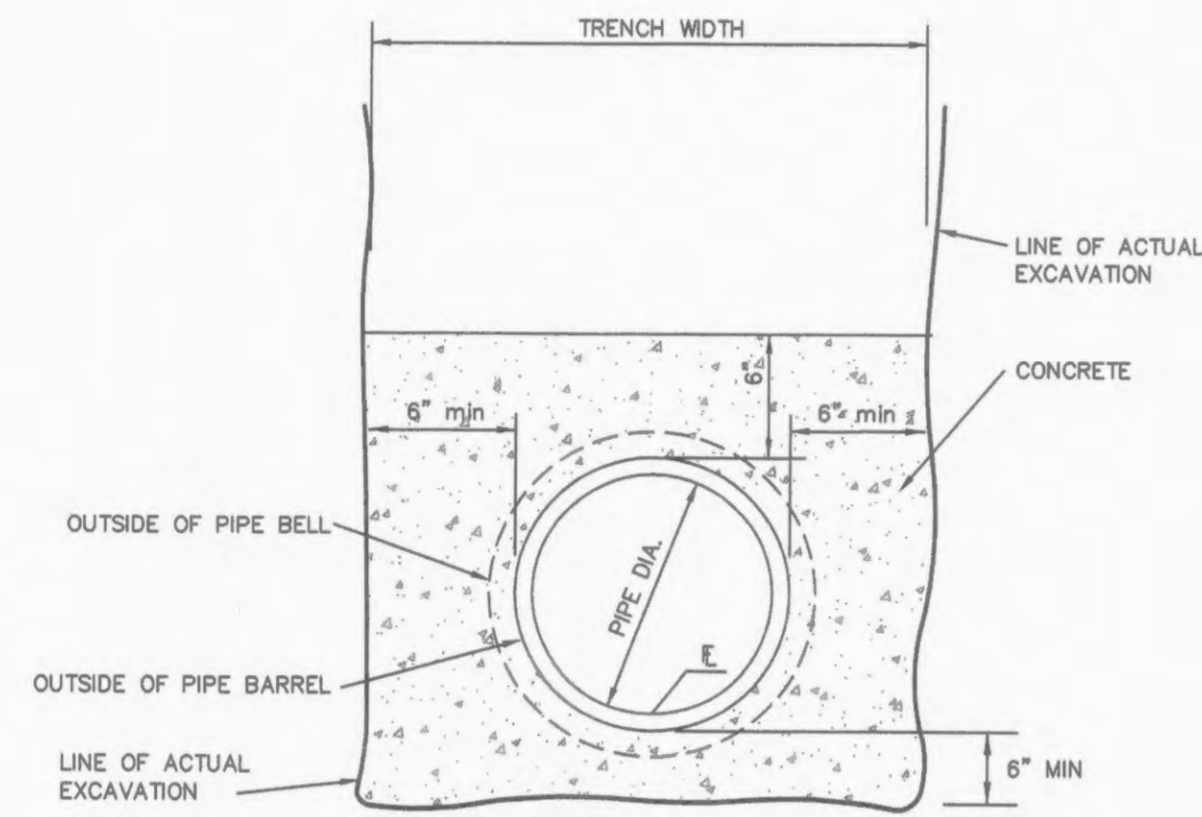 TRENCH WIDTH
LINE OF ACTUAL
EXCAVATION
6"
CONCRETE
6" min
6" min
OUTSIDE OF PIPE BELL
PIPE DIA.
FL
OUTSIDE OF PIPE BARREL
LINE OF ACTUAL
EXCAVATION
6" MIN